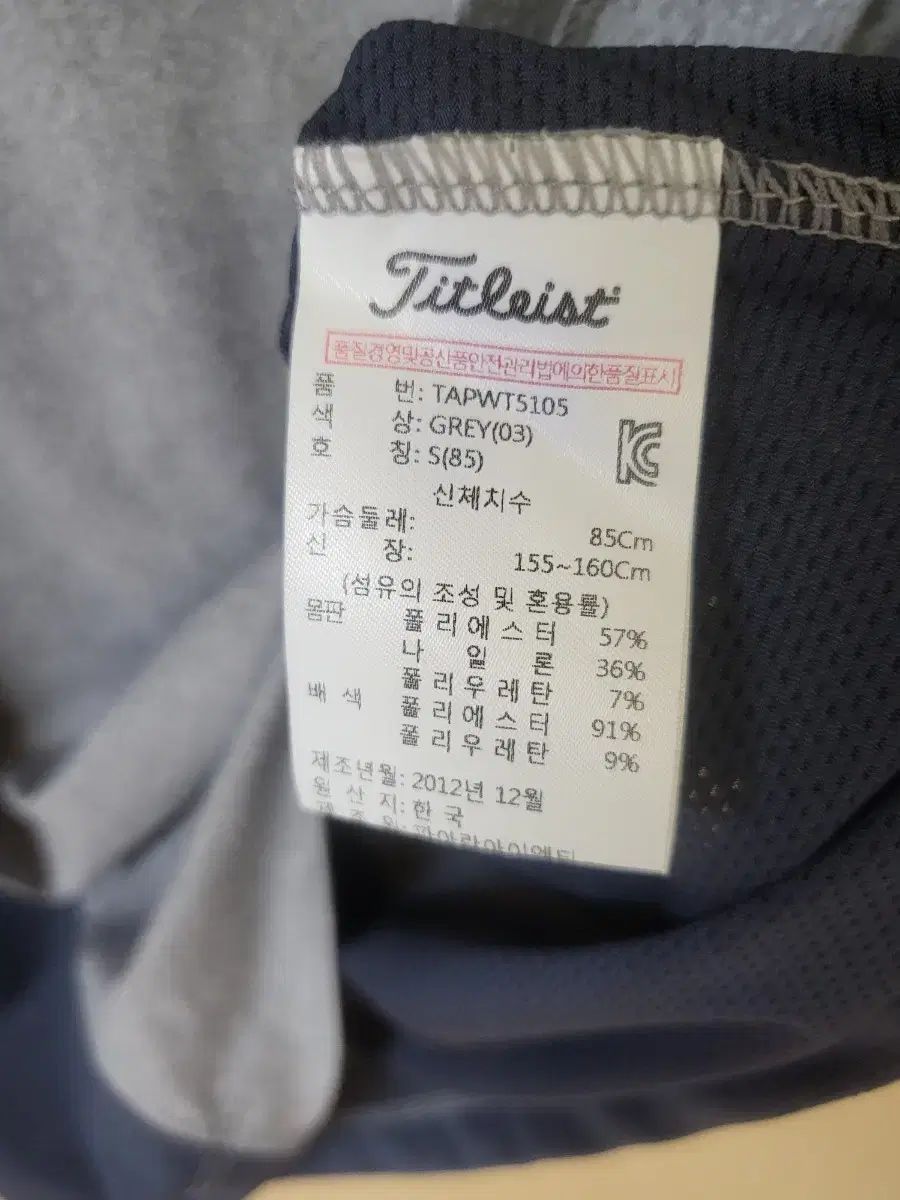 Titleist
품질경영및공산품안전관리법에의한품질표시
품 번: TAPWTS105
색 상: GREY(03)
호 칭: S(85)
KC
신체치수
가슴둘레: 85Cm
신 장: 155~160Cm
(섬유의 조성 및 혼용률)
몸판 폴리에스터 57%
나 일 론 36%
폴리우레탄 7%
배 색 폴리에스터 91%
폴리우레탄 9%
제조년월: 2012년 12월
원 산 지: 한 국